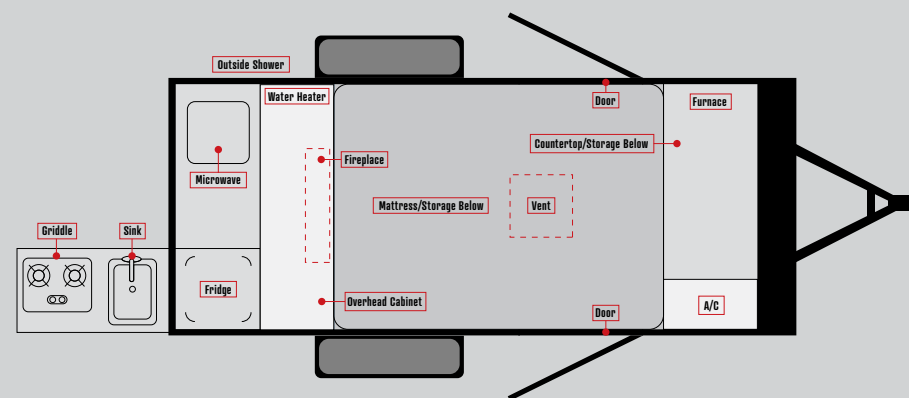 Outside Shower
Water Heater
Door
Furnace
Countertop/Storage Below
Fireplace
Microwave
Mattress/Storage Below
Vent
Griddle
Sink
Fridge
Overhead Cabinet
Door
A/C